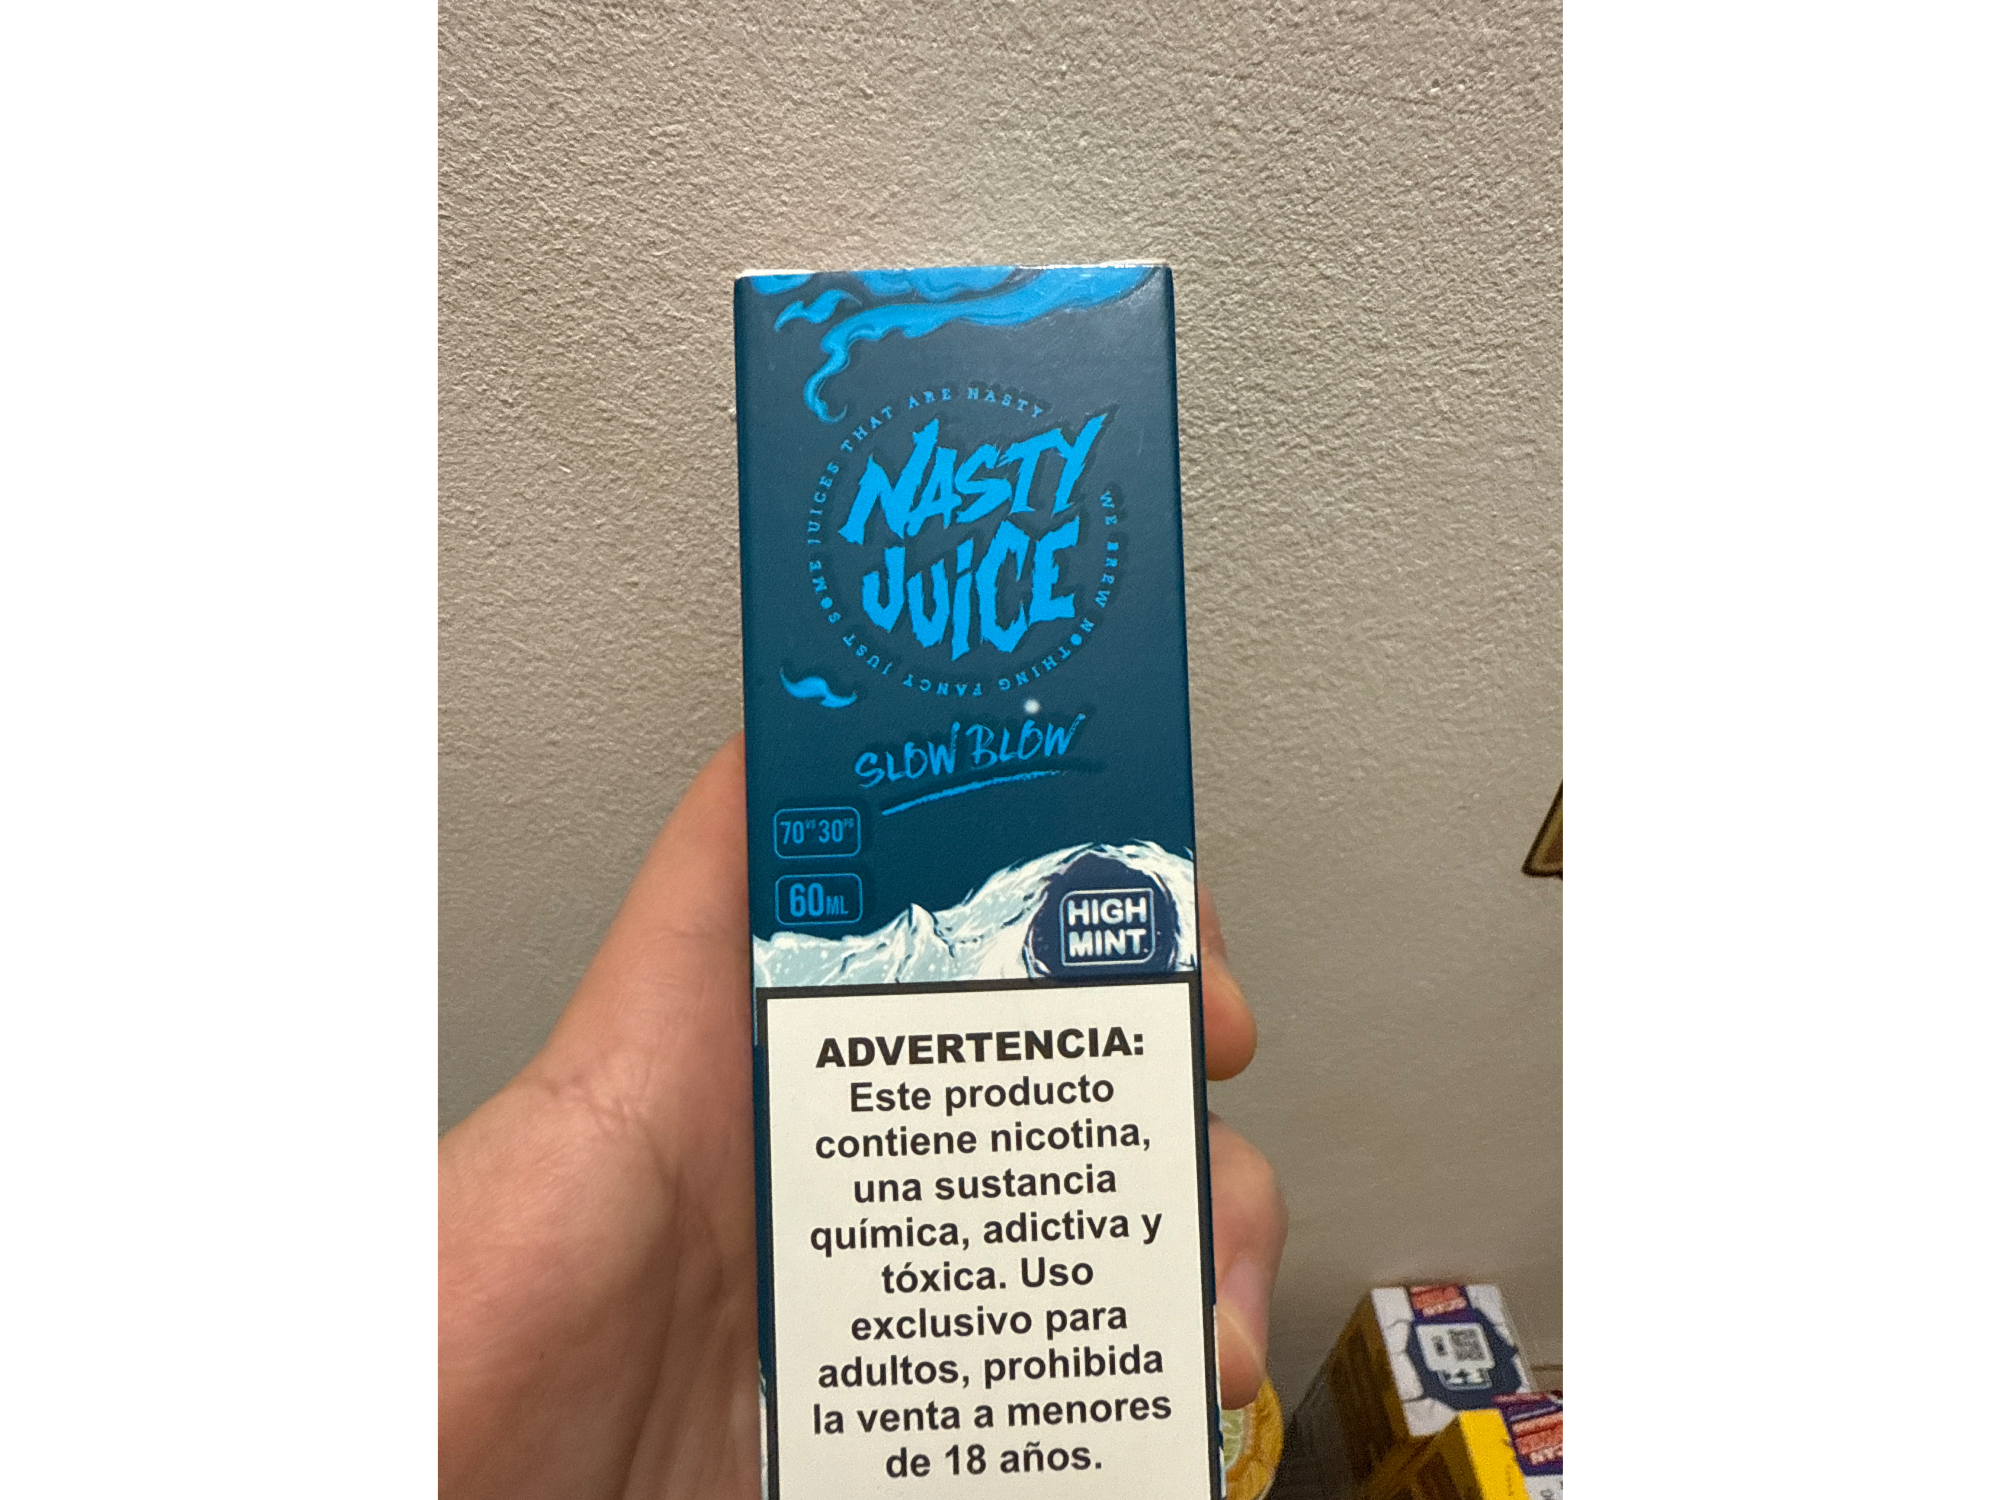 JUST SOME JUICES THAT ARE NASTY
WE BREW NOTHING FANCY
NASTY
JUICE
SLOW BLOW
70VG 30PG
60ML
HIGH
MINT
ADVERTENCIA:
Este producto
contiene nicotina,
una sustancia
química, adictiva y
tóxica. Uso
exclusivo para
adultos, prohibida
la venta a menores
de 18 años.